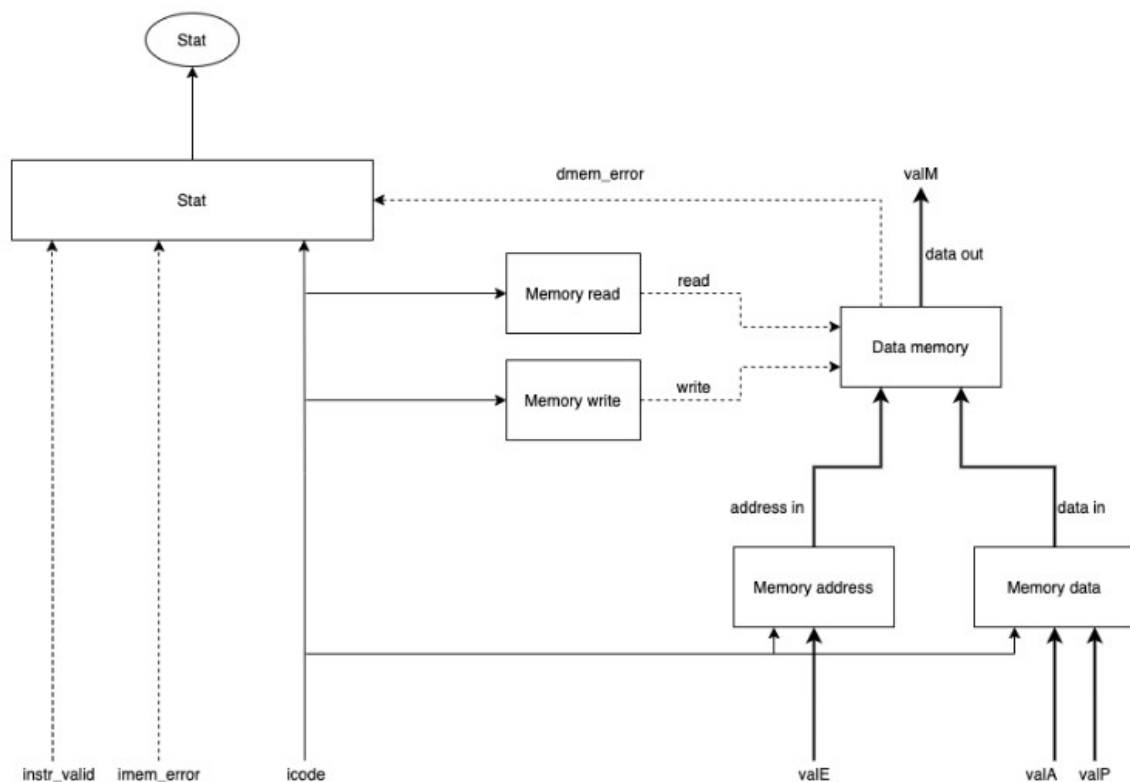 Stat
Stat
dmem_error
valM
data out
Memory read
read
Data memory
Memory write
write
address in
data in
Memory address
Memory data
instr_valid
imem_error
icode
valE
valA
valP